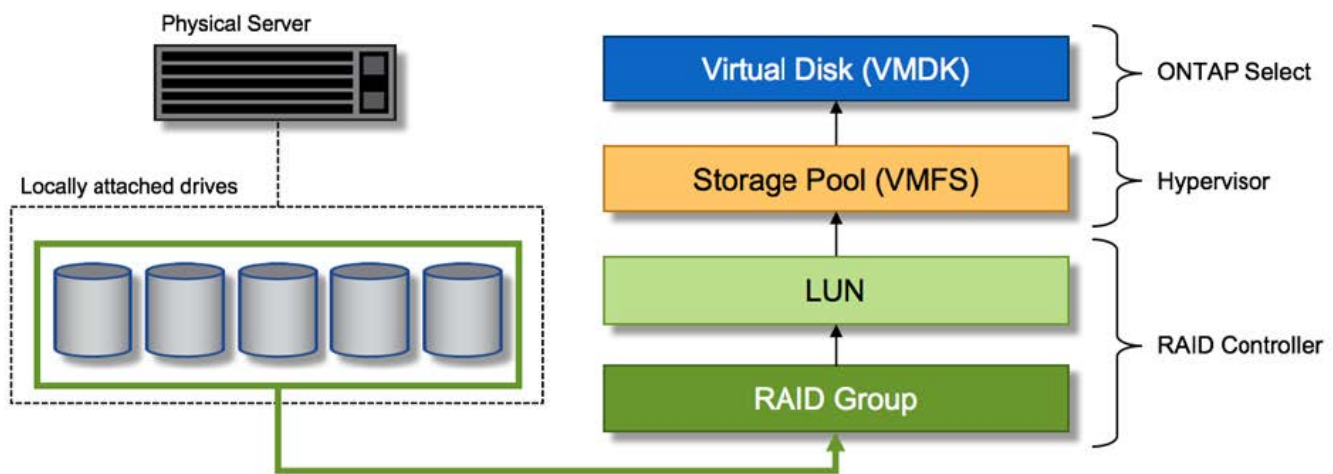 Physical Server
Locally attached drives
Virtual Disk (VMDK)
ONTAP Select
Storage Pool (VMFS)
Hypervisor
LUN
RAID Controller
RAID Group